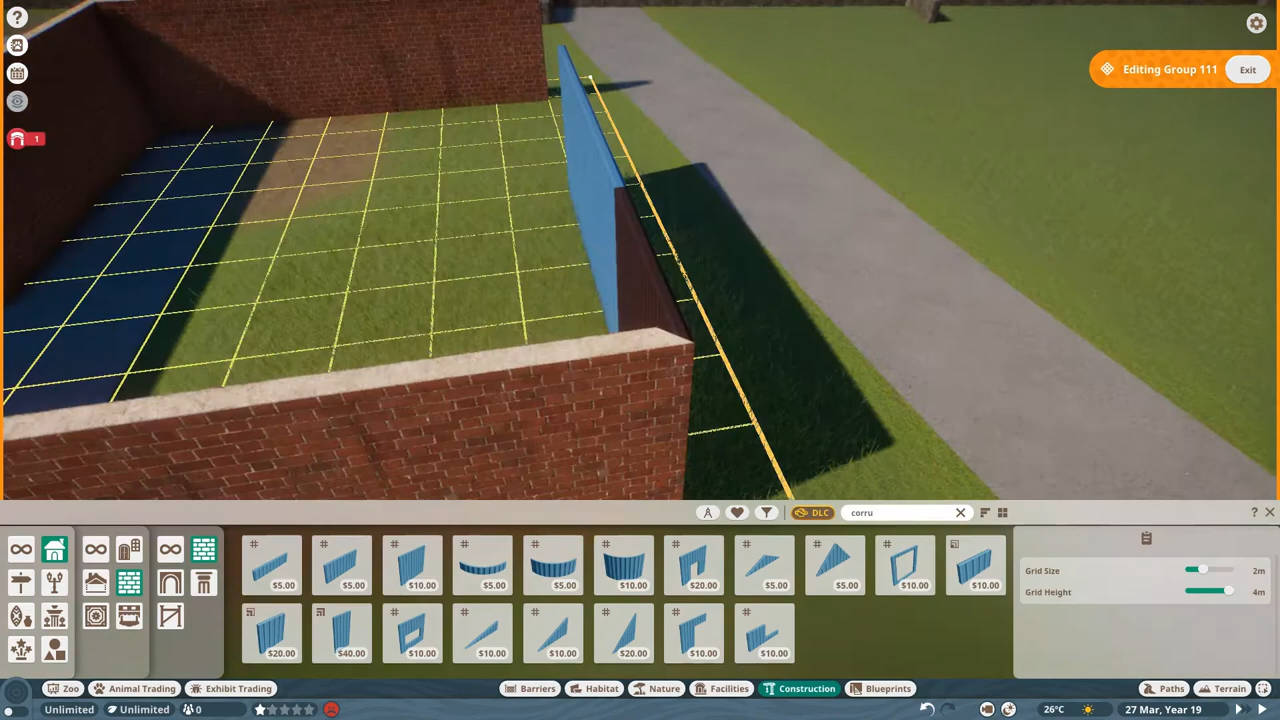 ?
Editing Group 111 Exit
1
DLC corru
? ×
$5.00 $5.00 $10.00 $5.00 $5.00 $10.00 $20.00 $5.00 $5.00 $10.00 $10.00
Grid Size 2m
Grid Height 4m
$20.00 $40.00 $10.00 $10.00 $10.00 $20.00 $10.00 $10.00
Zoo Animal Trading Exhibit Trading Barriers Habitat Nature Facilities Construction Blueprints Paths Terrain
Unlimited Unlimited 0 26°C 27 Mar, Year 19